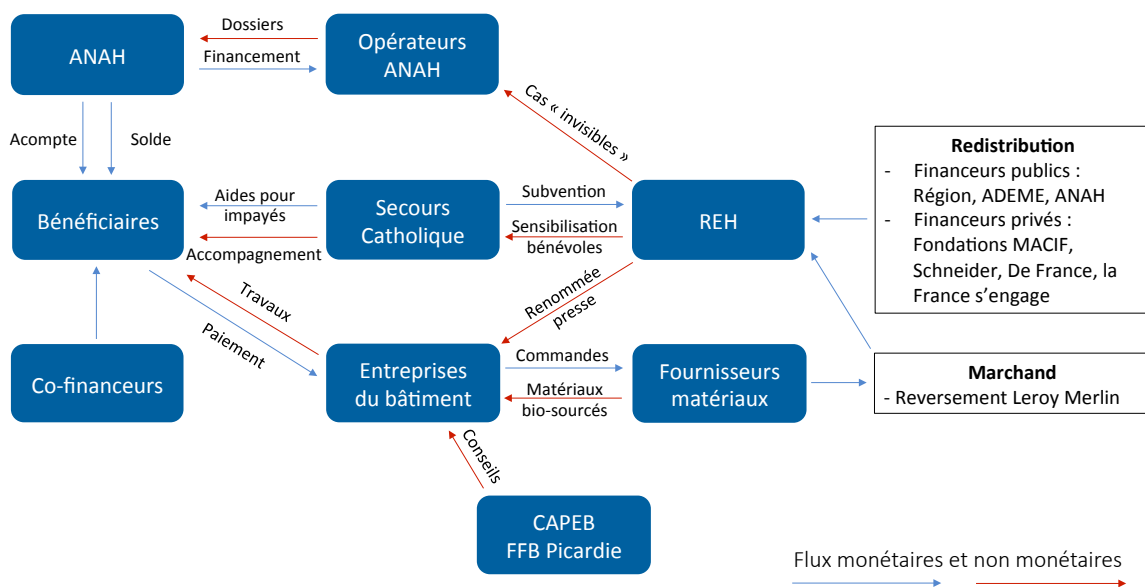 Dossiers
ANAH
Financement
Opérateurs
ANAH
Cas « invisibles »
Acompte
Solde
Redistribution
- Financeurs publics :
Région, ADEME, ANAH
- Financeurs privés :
Fondations MACIF,
Schneider, De France, la
France s’engage
Bénéficiaires
Aides pour
impayés
Accompagnement
Secours
Catholique
Subvention
Sensibilisation
bénévoles
REH
Travaux
Paiement
Renommée
presse
Co-financeurs
Entreprises
du bâtiment
Commandes
Matériaux
bio-sourcés
Fournisseurs
matériaux
Marchand
- Reversement Leroy Merlin
Conseils
CAPEB
FFB Picardie
Flux monétaires et non monétaires